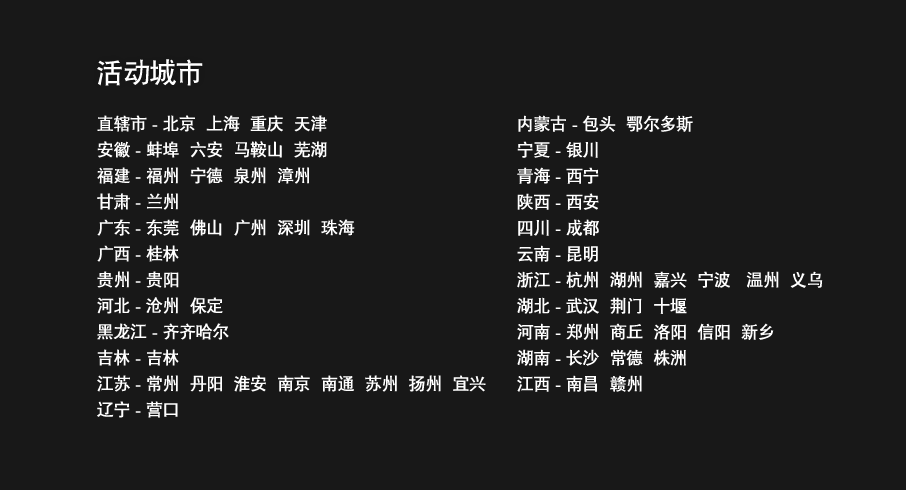 活动城市
直辖市 - 北京 上海 重庆 天津
安徽 - 蚌埠 六安 马鞍山 芜湖
福建 - 福州 宁德 泉州 漳州
甘肃 - 兰州
广东 - 东莞 佛山 广州 深圳 珠海
广西 - 桂林
贵州 - 贵阳
河北 - 沧州 保定
黑龙江 - 齐齐哈尔
吉林 - 吉林
江苏 - 常州 丹阳 淮安 南京 南通 苏州 扬州 宜兴
辽宁 - 营口
内蒙古 - 包头 鄂尔多斯
宁夏 - 银川
青海 - 西宁
陕西 - 西安
四川 - 成都
云南 - 昆明
浙江 - 杭州 湖州 嘉兴 宁波 温州 义乌
湖北 - 武汉 荆门 十堰
河南 - 郑州 商丘 洛阳 信阳 新乡
湖南 - 长沙 常德 株洲
江西 - 南昌 赣州